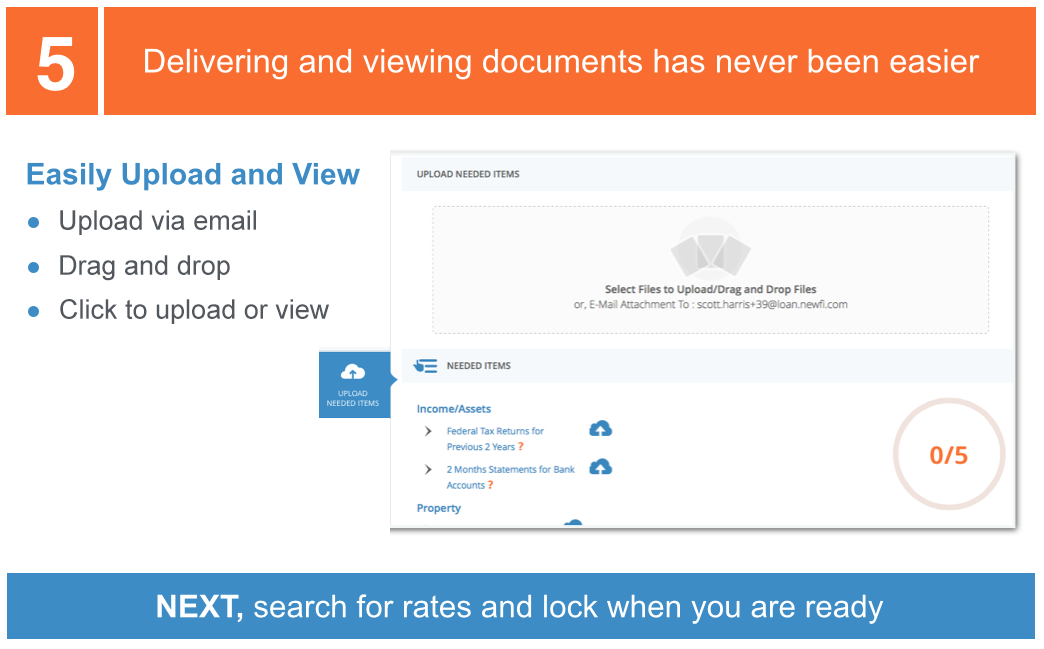 5
Delivering and viewing documents has never been easier
Easily Upload and View
● Upload via email
● Drag and drop
● Click to upload or view
UPLOAD
NEEDED ITEMS
UPLOAD NEEDED ITEMS
Select Files to Upload/Drag and Drop Files
or, E-Mail Attachment To : scott.harris+39@loan.newfi.com
NEEDED ITEMS
Income/Assets
Federal Tax Returns for
Previous 2 Years ?
2 Months Statements for Bank
Accounts ?
Property
0/5
NEXT, search for rates and lock when you are ready